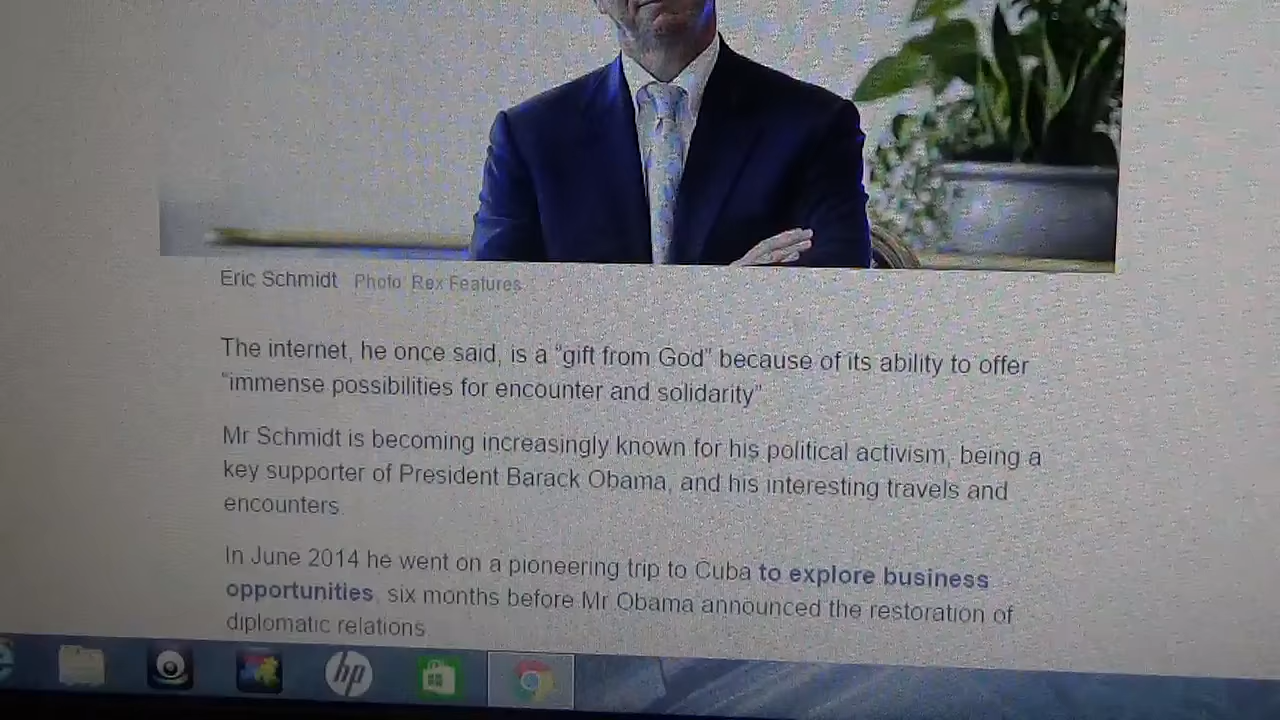 Eric Schmidt Photo: Rex Features
The internet, he once said, is a "gift from God" because of its ability to offer
"immense possibilities for encounter and solidarity"
Mr Schmidt is becoming increasingly known for his political activism, being a
key supporter of President Barack Obama, and his interesting travels and
encounters.
In June 2014 he went on a pioneering trip to Cuba to explore business
opportunities, six months before Mr Obama announced the restoration of
diplomatic relations
hp